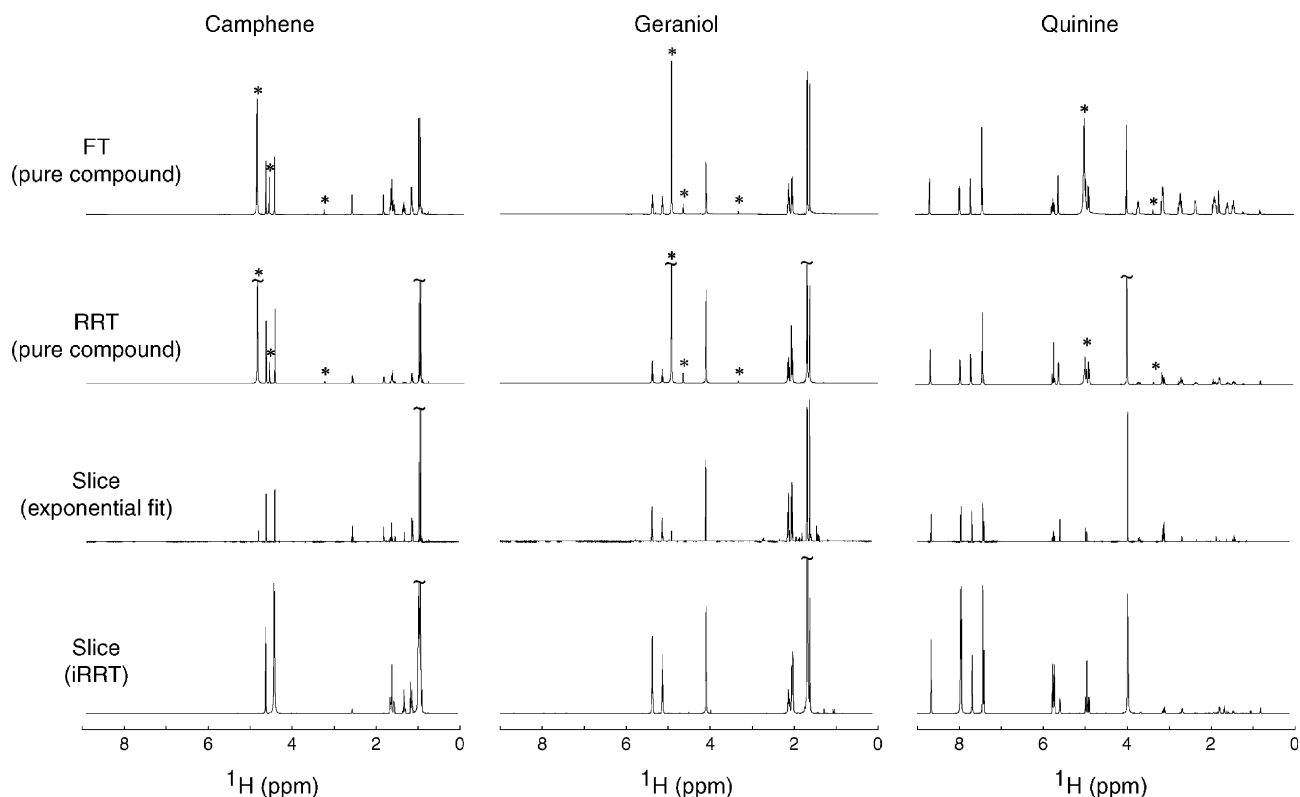 Camphene Geraniol Quinine
* * *
FT
(pure compound)
* * * * *
* *
~ ~ ~ ~ ~
RRT
(pure compound)
* * * * * *
Slice
(exponential fit)
~
Slice
(iRRT)
~ ~
8 6 4 2 0 8 6 4 2 0 8 6 4 2 0
1H (ppm) 1H (ppm) 1H (ppm)